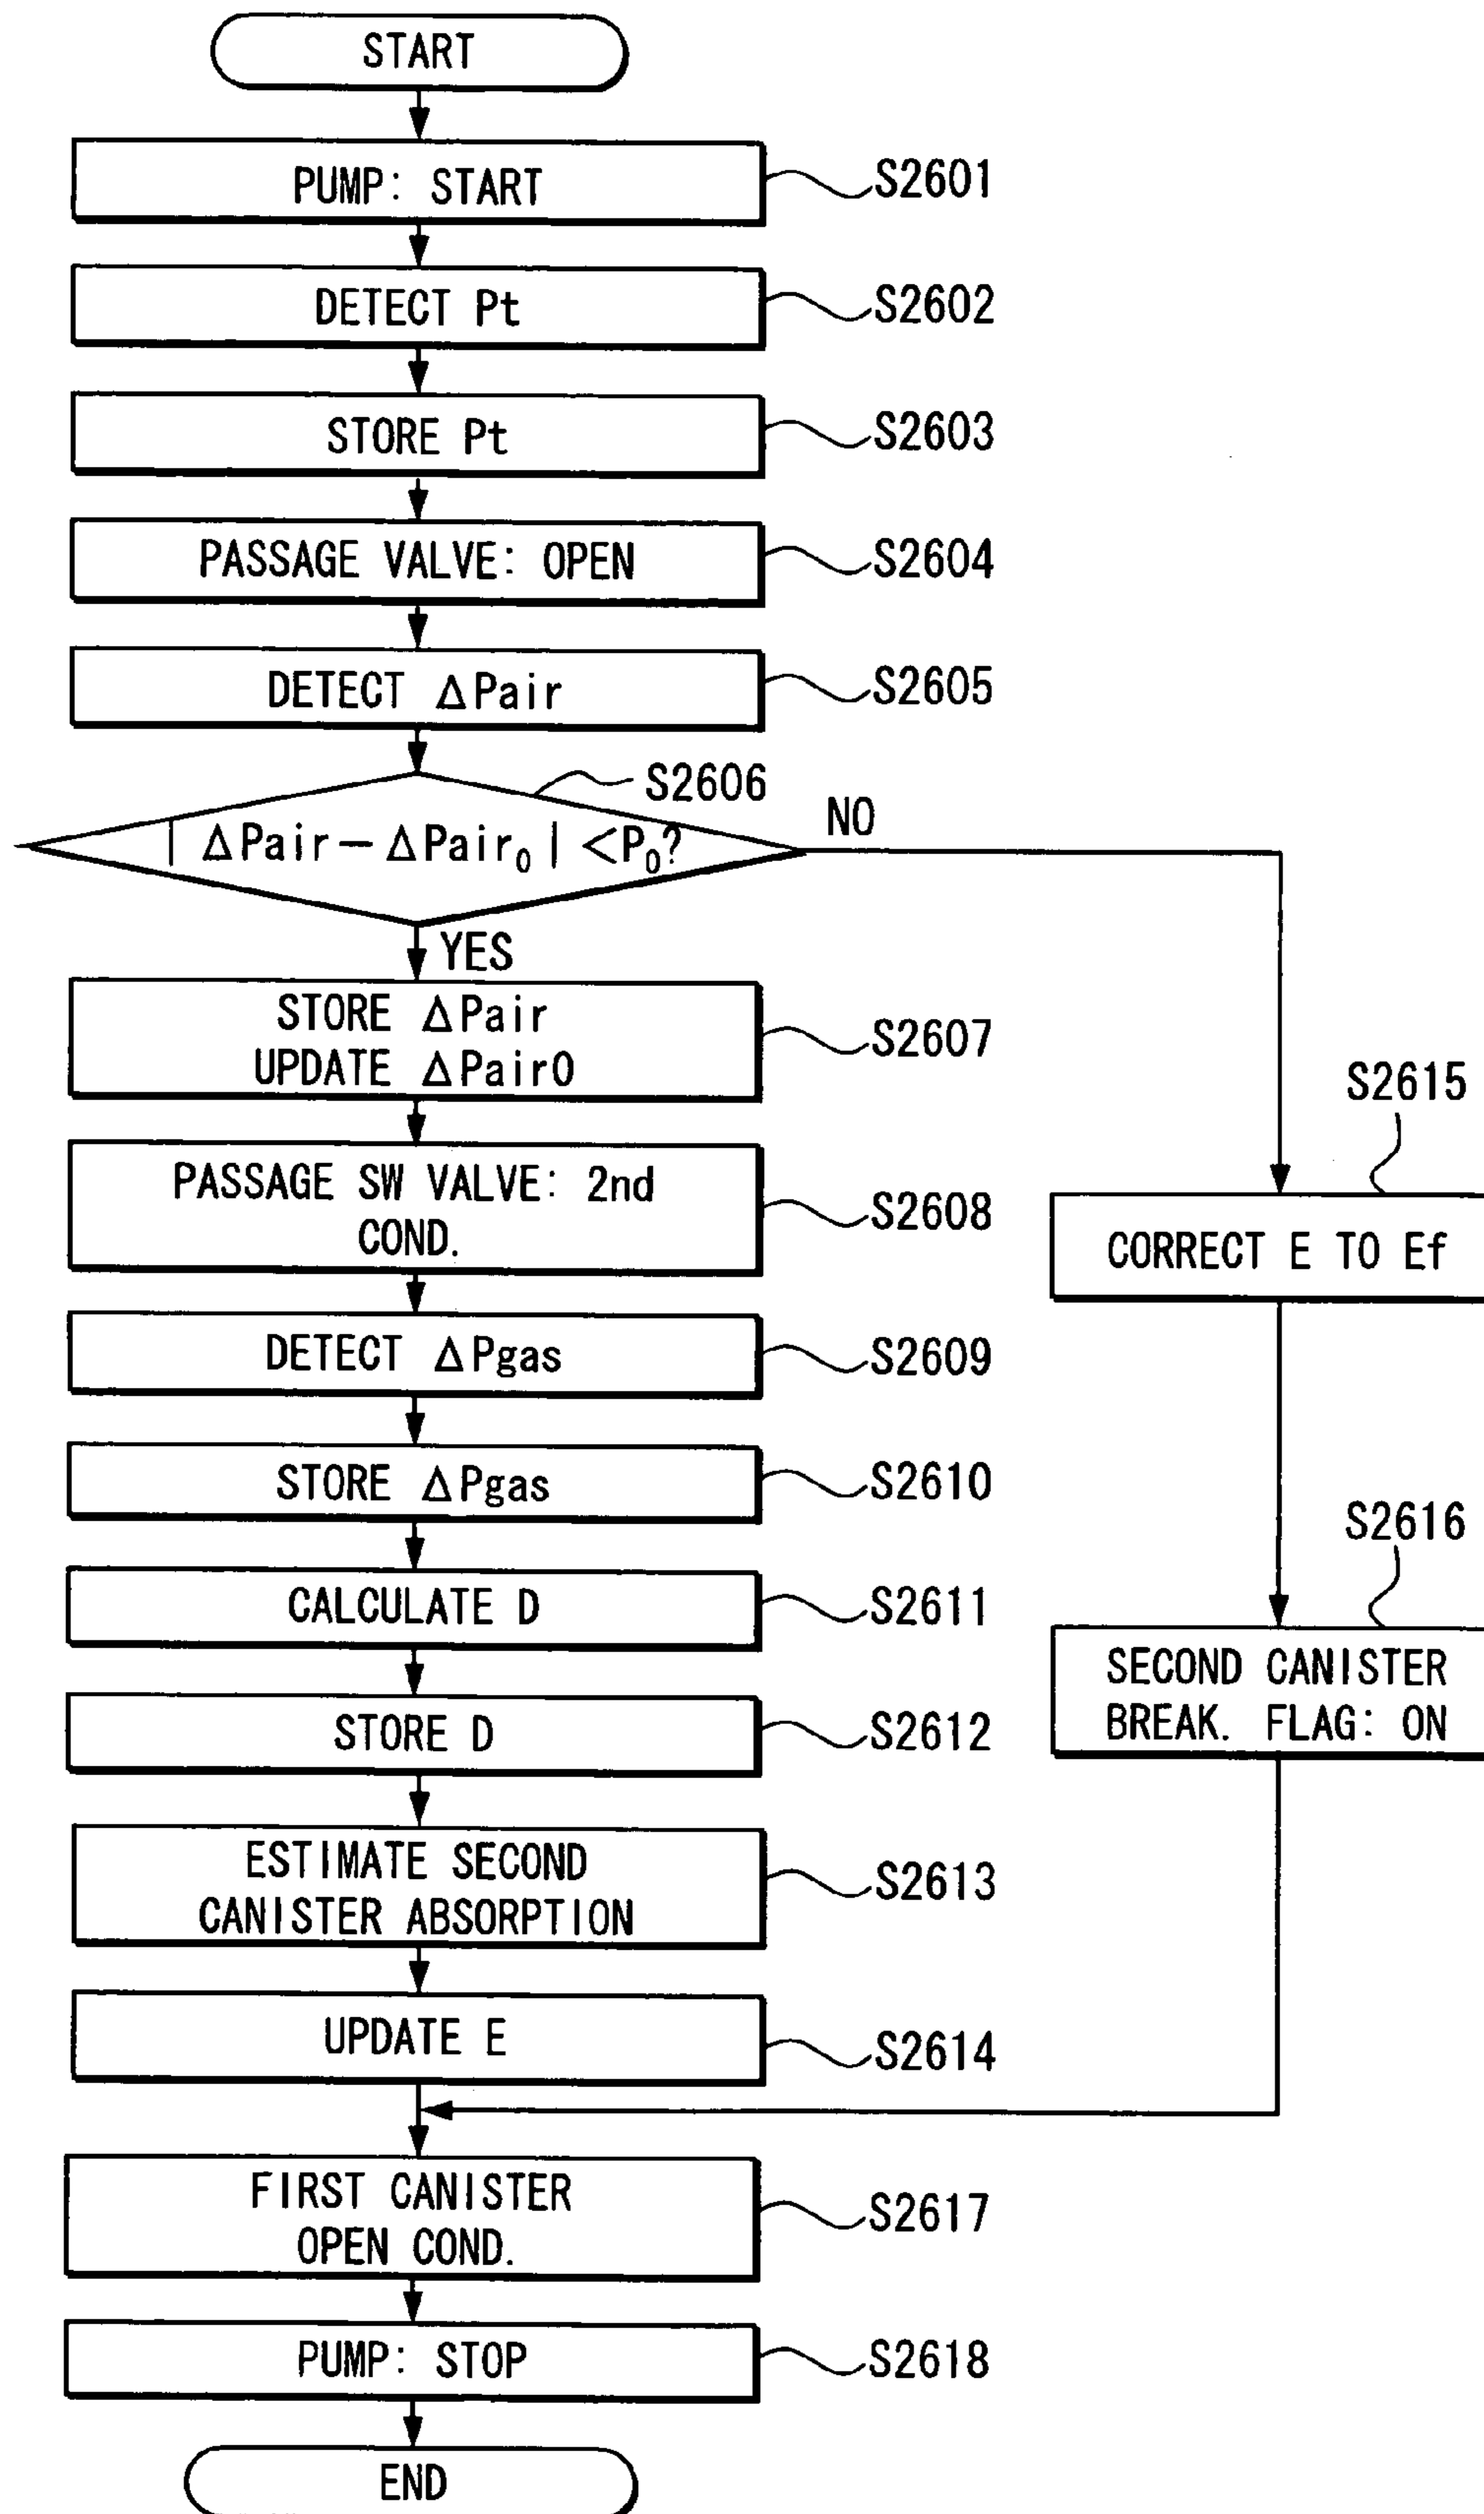 START
PUMP: START
S2601
DETECT Pt
S2602
STORE Pt
S2603
PASSAGE VALVE: OPEN
S2604
DETECT ΔPair
S2605
S2606
| ΔPair－ΔPair₀ | <P₀?
NO
YES
STORE ΔPair
UPDATE ΔPair0
S2607
PASSAGE SW VALVE: 2nd
COND.
S2608
DETECT ΔPgas
S2609
STORE ΔPgas
S2610
CALCULATE D
S2611
STORE D
S2612
ESTIMATE SECOND
CANISTER ABSORPTION
S2613
UPDATE E
S2614
S2615
CORRECT E TO Ef
S2616
SECOND CANISTER
BREAK. FLAG: ON
FIRST CANISTER
OPEN COND.
S2617
PUMP: STOP
S2618
END